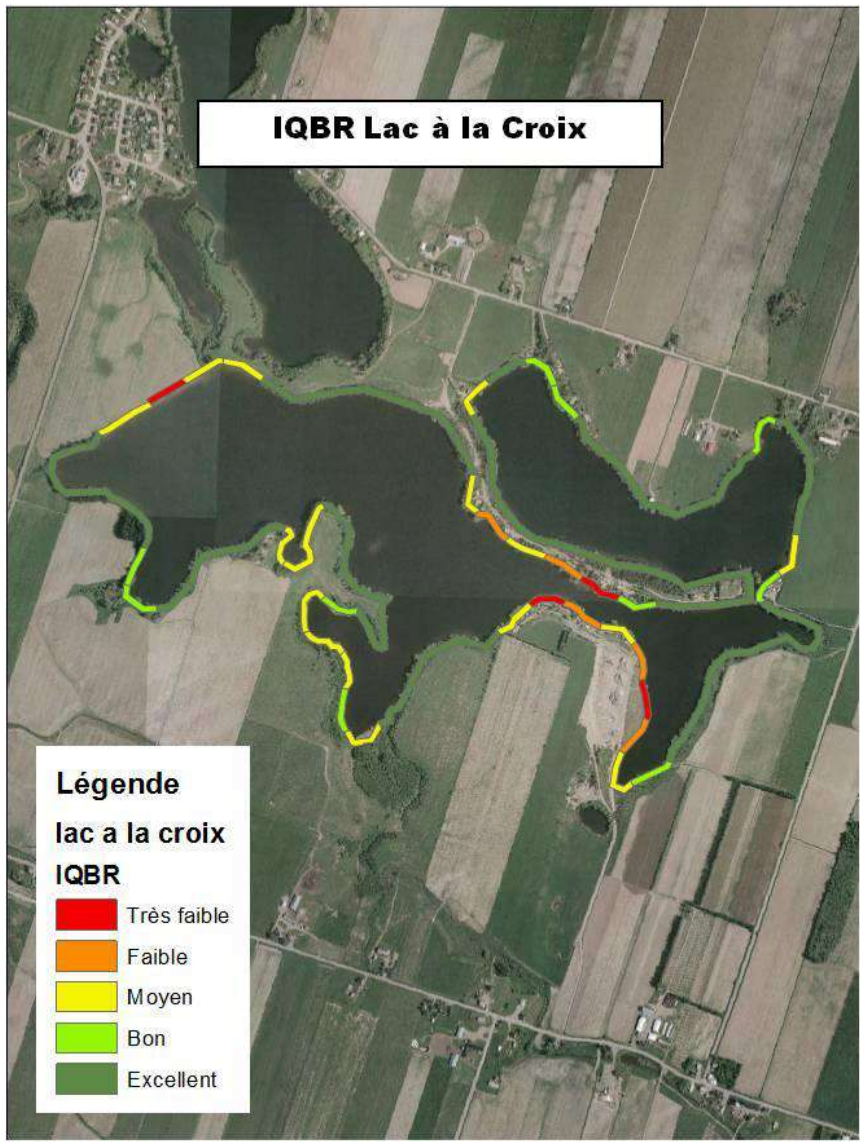 IQBR Lac à la Croix
Légende
lac a la croix
IQBR
Très faible
Faible
Moyen
Bon
Excellent